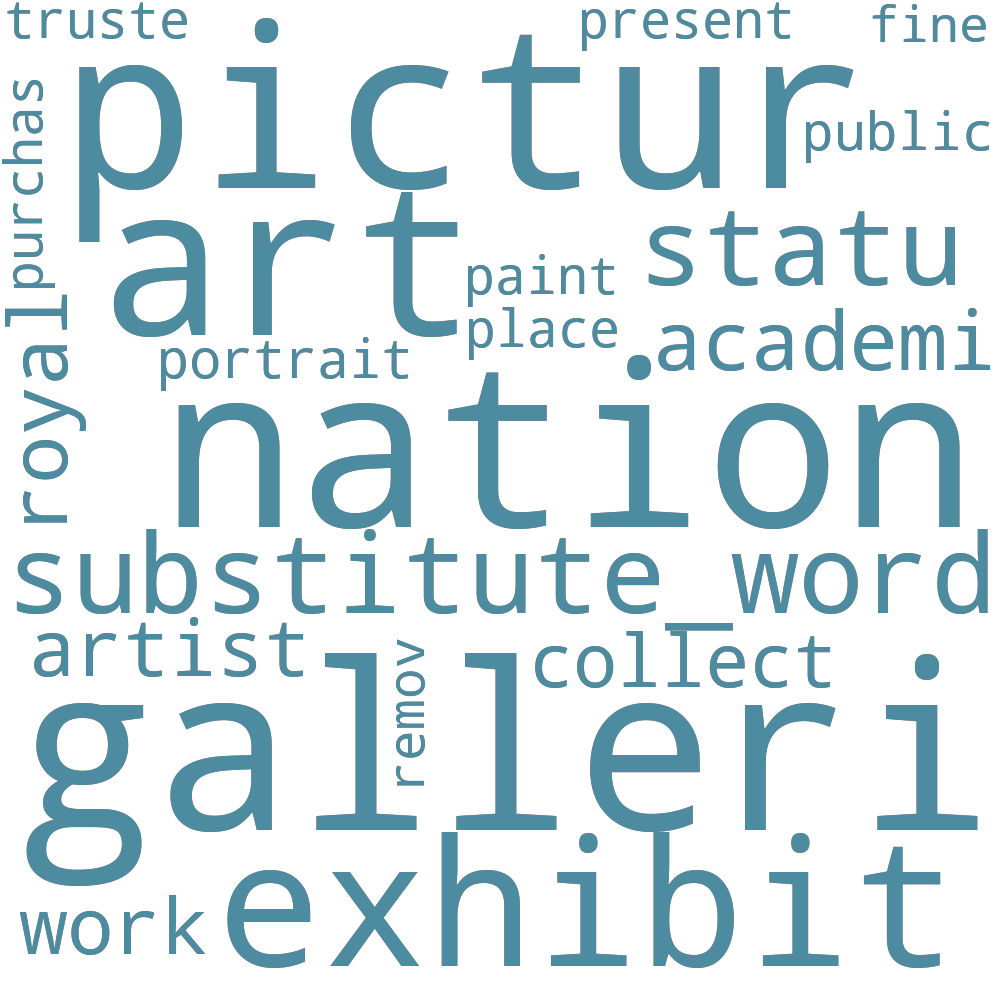 truste
present
fine
pictur
purchas
public
art
statu
paint
place
academi
portrait
royal
nation
substitute_word
artist
collect
remov
galleri
exhibit
work